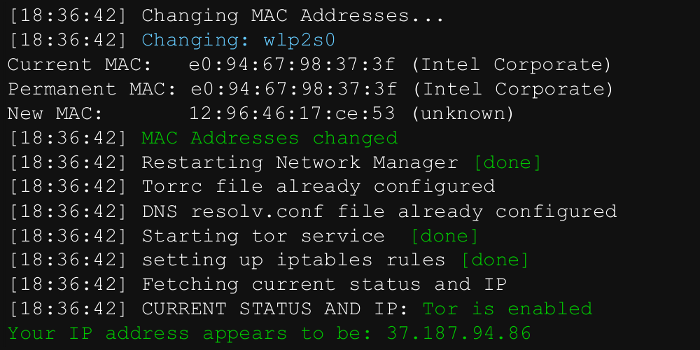 [18:36:42] Changing MAC Addresses...
[18:36:42] Changing: wlp2s0
Current MAC:   e0:94:67:98:37:3f (Intel Corporate)
Permanent MAC: e0:94:67:98:37:3f (Intel Corporate)
New MAC:       12:96:46:17:ce:53 (unknown)
[18:36:42] MAC Addresses changed
[18:36:42] Restarting Network Manager [done]
[18:36:42] Torrc file already configured
[18:36:42] DNS resolv.conf file already configured
[18:36:42] Starting tor service  [done]
[18:36:42] setting up iptables rules [done]
[18:36:42] Fetching current status and IP
[18:36:42] CURRENT STATUS AND IP: Tor is enabled
Your IP address appears to be: 37.187.94.86